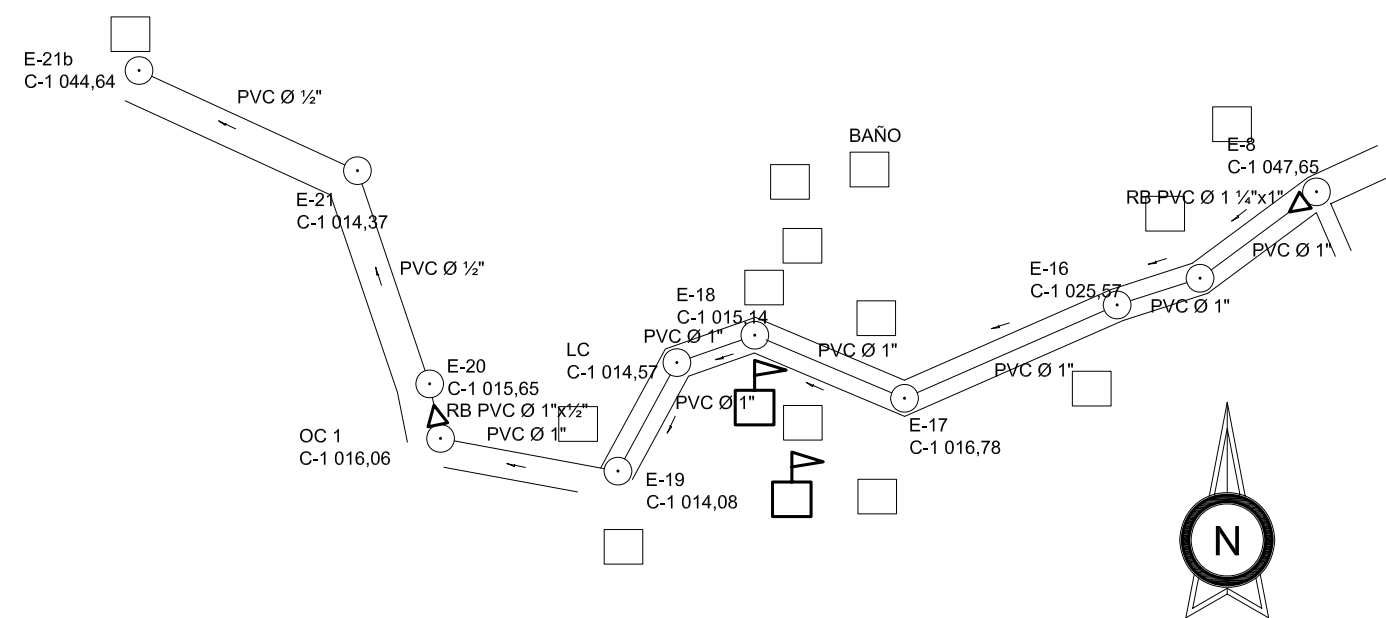 E-21b
C-1 044,64
PVC Ø ½"
E-21
C-1 014,37
PVC Ø ½"
E-20
C-1 015,65
RB PVC Ø 1"x½"
PVC Ø 1"
OC 1
C-1 016,06
LC
C-1 014,57
PVC Ø 1"
E-19
C-1 014,08
E-18
C-1 015,14
PVC Ø 1"
BAÑO
PVC Ø 1"
E-17
C-1 016,78
PVC Ø 1"
E-16
C-1 025,57
PVC Ø 1"
E-8
C-1 047,65
RB PVC Ø 1 ¼"x1"
PVC Ø 1"
N